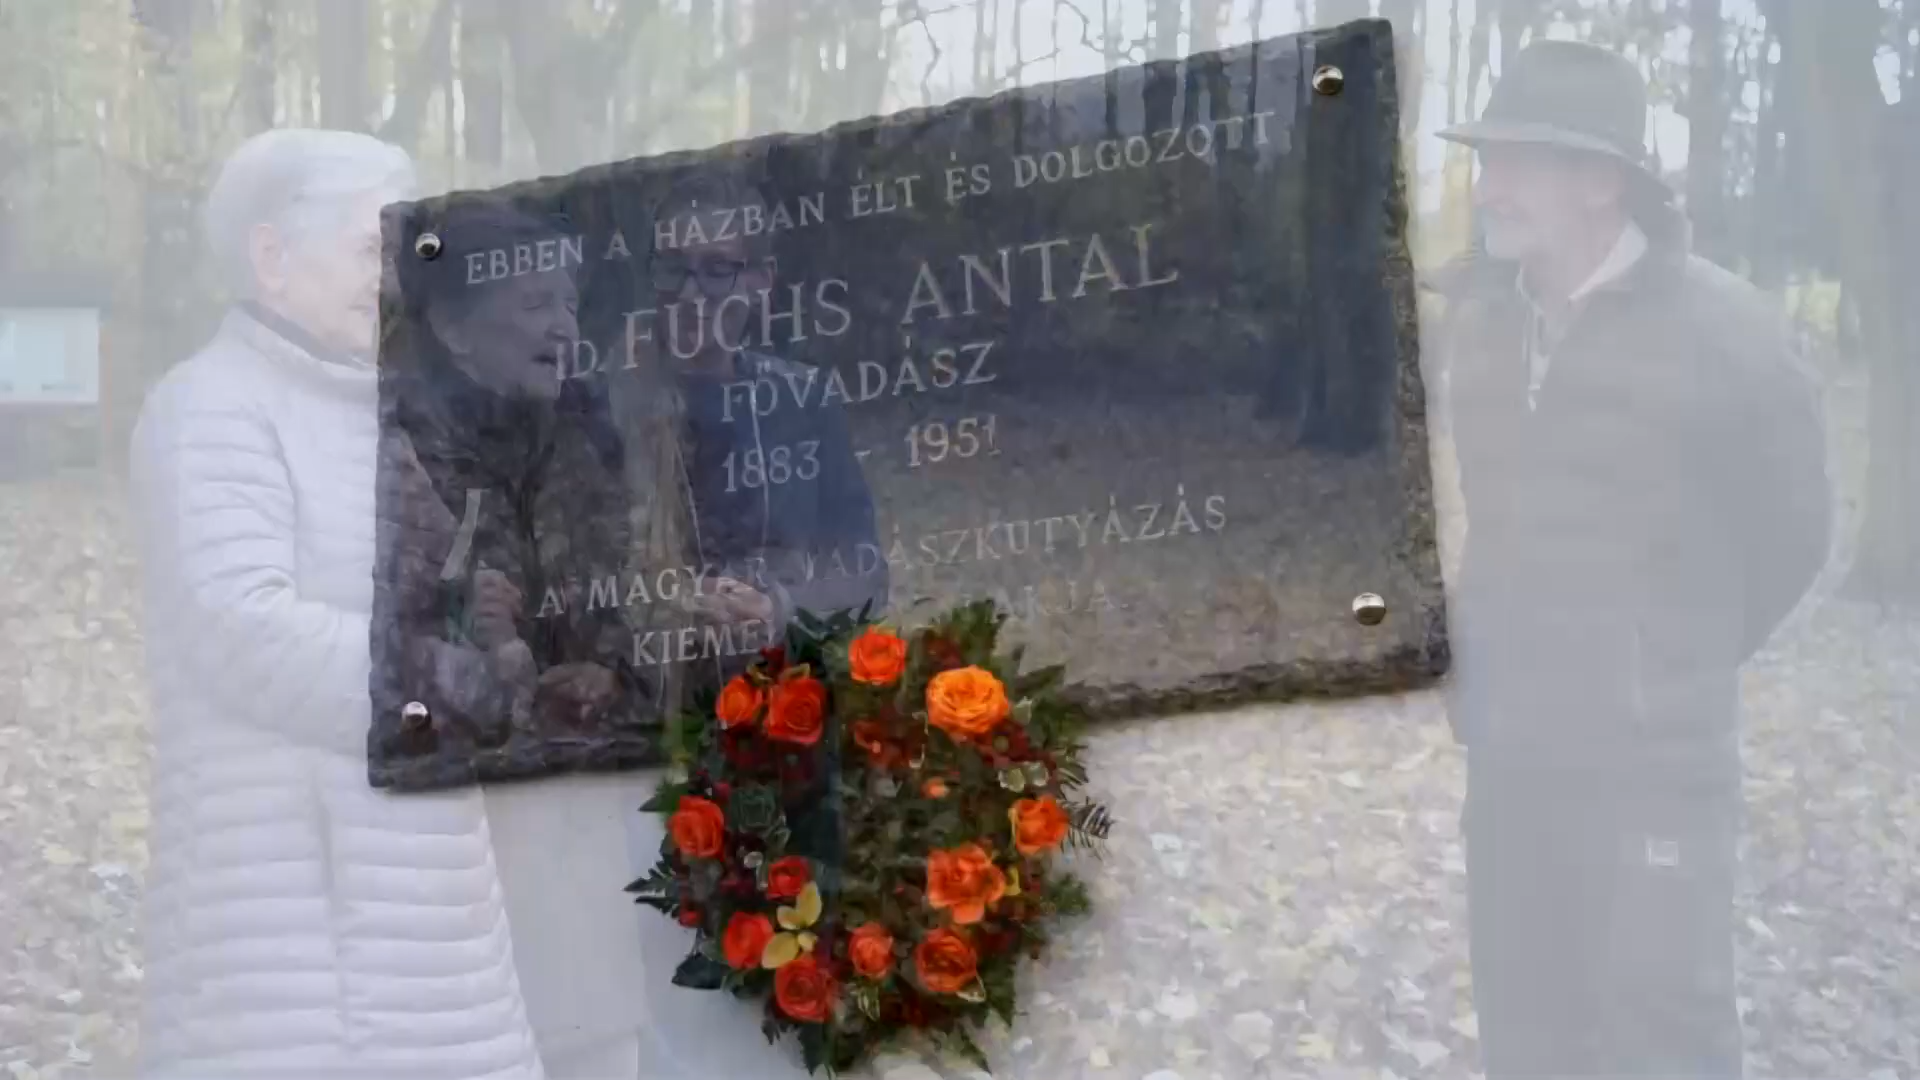 EBBEN A HÁZBAN ÉLT ÉS DOLGOZOTT
ID. FUCHS ANTAL
FŐVADÁSZ
1883 - 1951
A MAGYAR VADÁSZKUTYÁZÁS